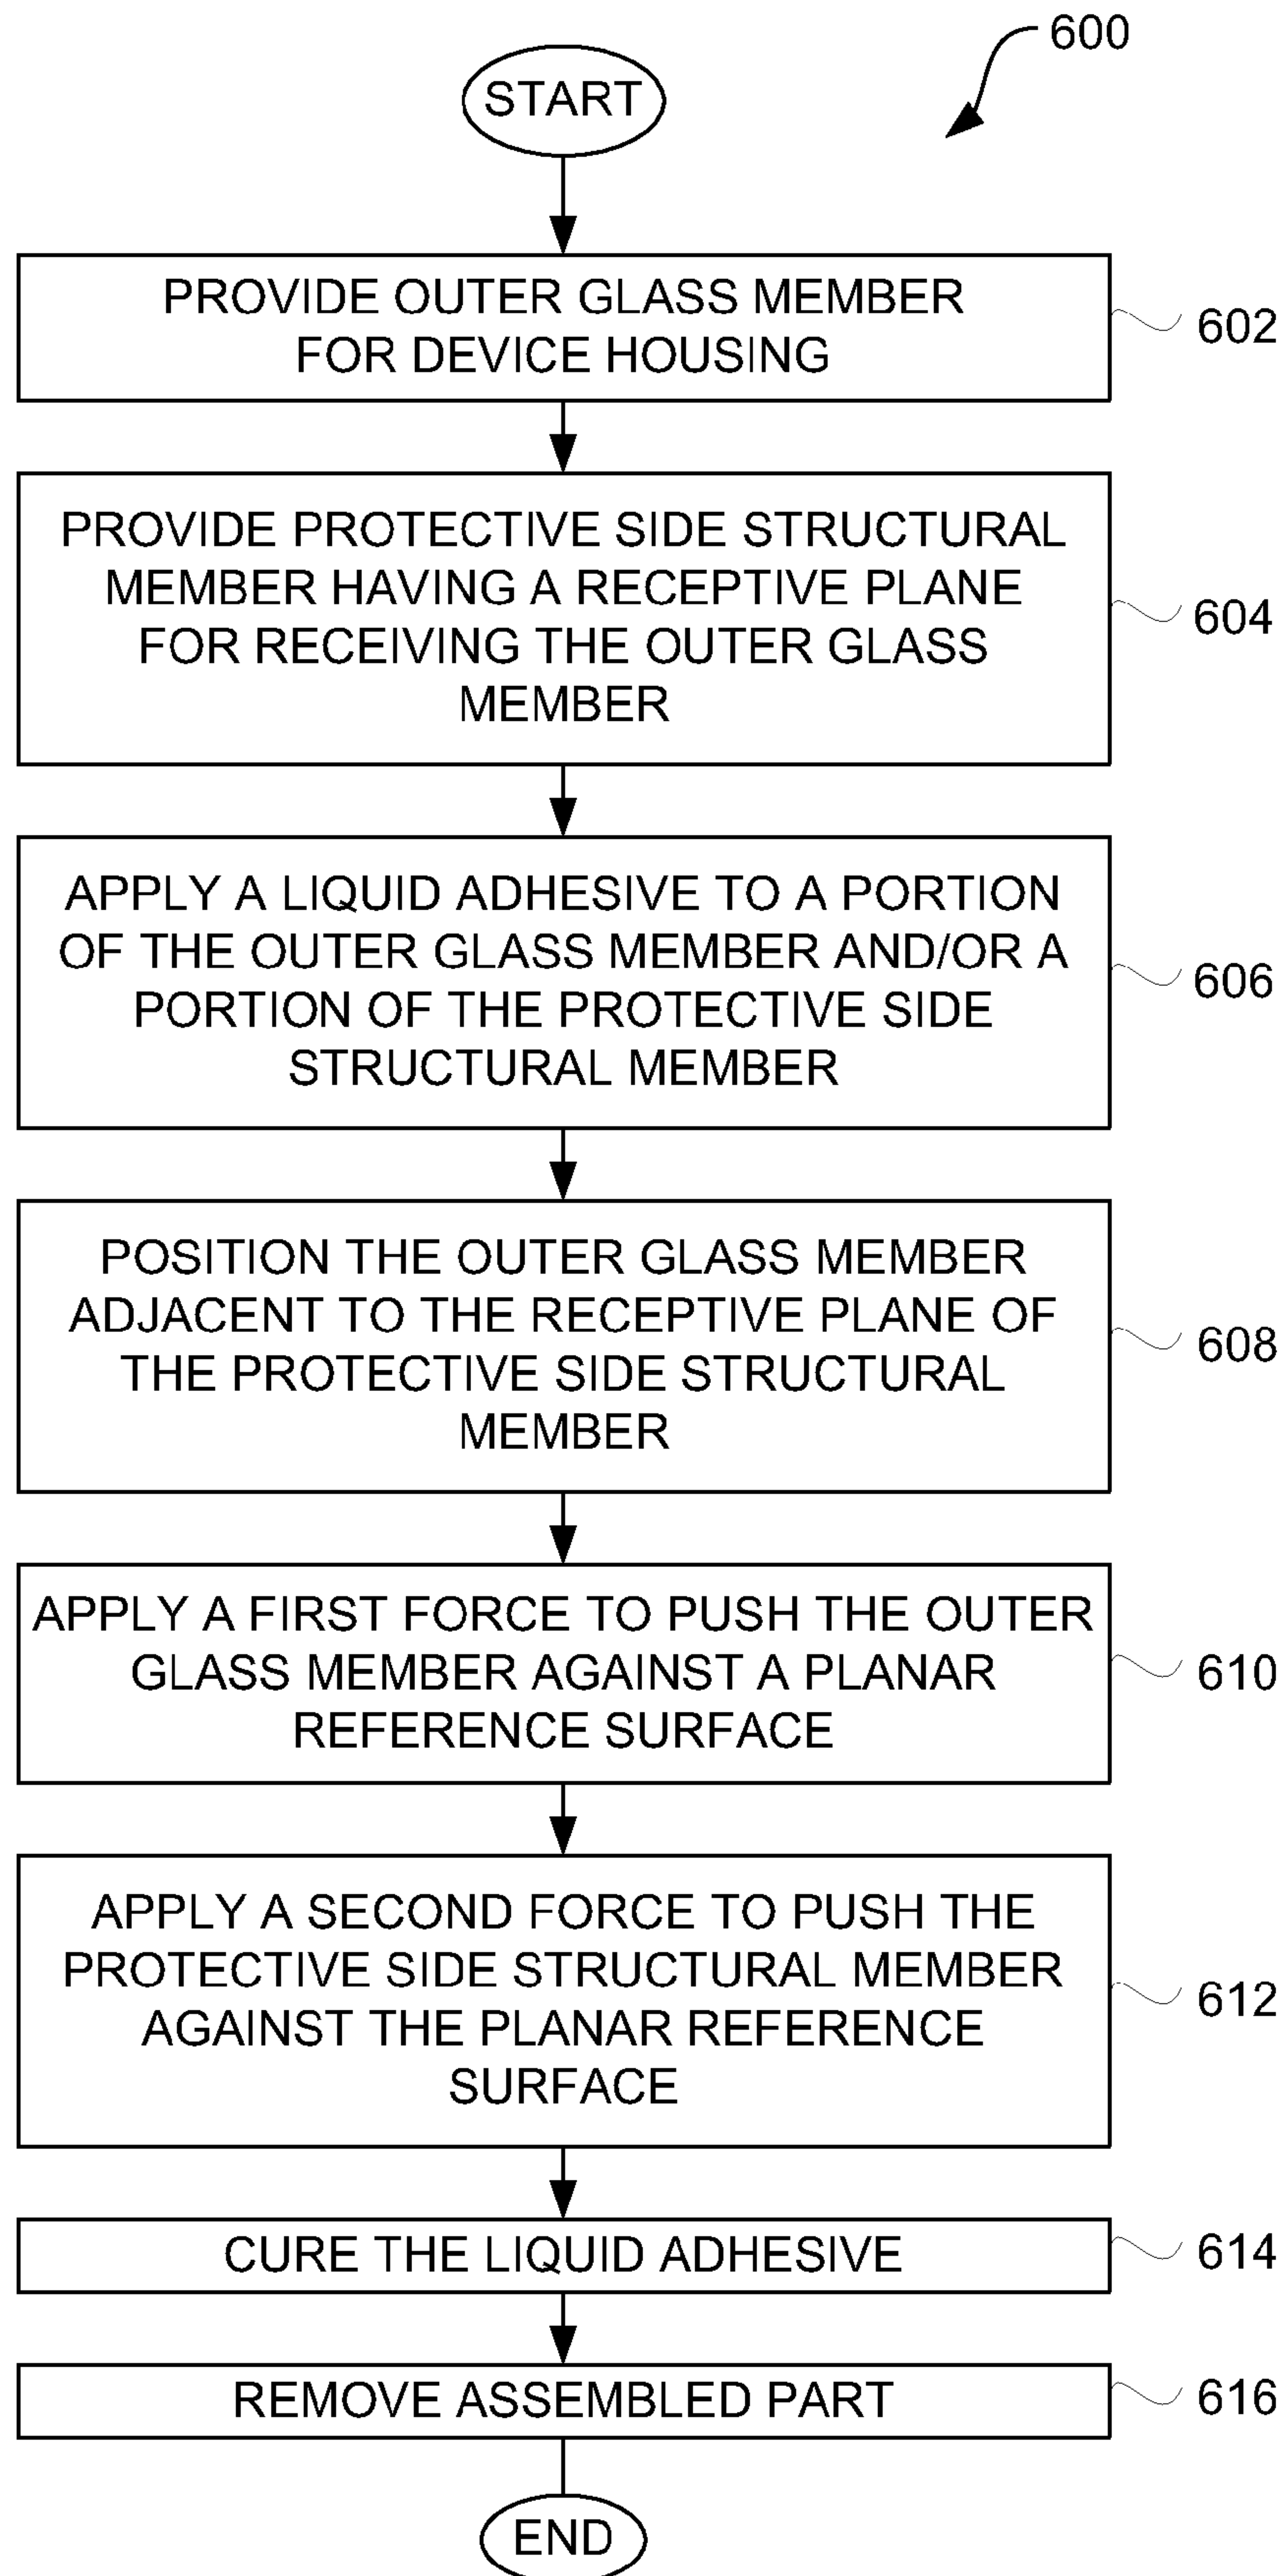 600
START
PROVIDE OUTER GLASS MEMBER
FOR DEVICE HOUSING
602
PROVIDE PROTECTIVE SIDE STRUCTURAL
MEMBER HAVING A RECEPTIVE PLANE
FOR RECEIVING THE OUTER GLASS
MEMBER
604
APPLY A LIQUID ADHESIVE TO A PORTION
OF THE OUTER GLASS MEMBER AND/OR A
PORTION OF THE PROTECTIVE SIDE
STRUCTURAL MEMBER
606
POSITION THE OUTER GLASS MEMBER
ADJACENT TO THE RECEPTIVE PLANE OF
THE PROTECTIVE SIDE STRUCTURAL
MEMBER
608
APPLY A FIRST FORCE TO PUSH THE OUTER
GLASS MEMBER AGAINST A PLANAR
REFERENCE SURFACE
610
APPLY A SECOND FORCE TO PUSH THE
PROTECTIVE SIDE STRUCTURAL MEMBER
AGAINST THE PLANAR REFERENCE
SURFACE
612
CURE THE LIQUID ADHESIVE
614
REMOVE ASSEMBLED PART
616
END